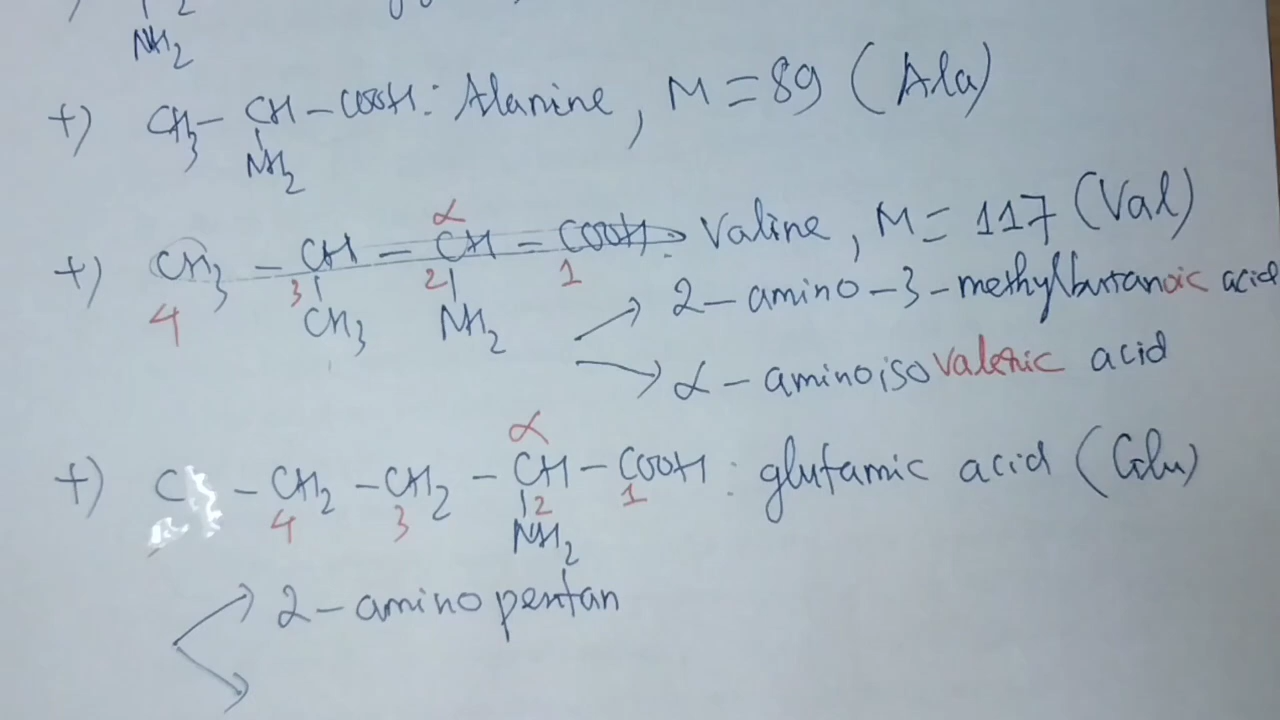 NH2
+) CH3 – CH – COOH: Alanine, M = 89 (Ala)
NH2
α
+) CH3 – CH – CH – COOH: Valine, M = 117 (Val)
4 3 2 1
CH3 NH2
→ 2 – amino – 3 – methylbutanoic acid
→ α – aminoisovaleric acid
α
+) – CH2 – CH2 – CH – COOH: glutamic acid (Glu)
4 3 2 1
NH2
→ 2 – aminopentan